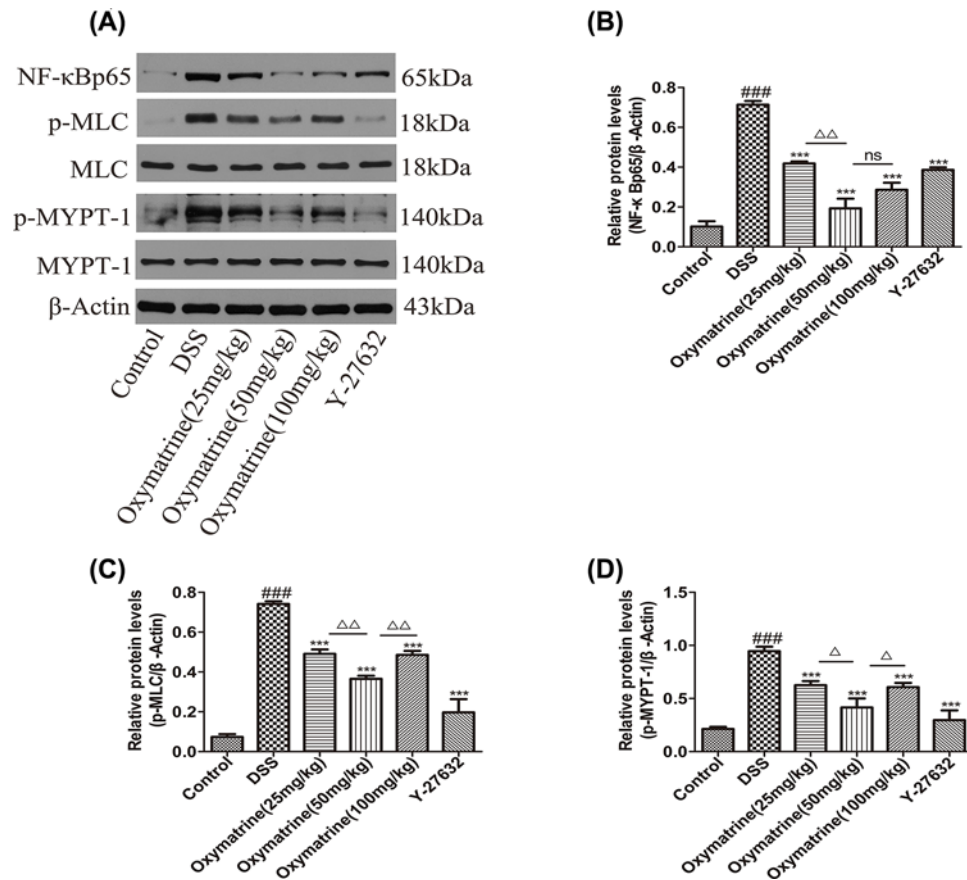 (A)
NF-κBp65 65kDa
p-MLC 18kDa
MLC 18kDa
p-MYPT-1 140kDa
MYPT-1 140kDa
β-Actin 43kDa
Control
DSS
Oxymatrine(25mg/kg)
Oxymatrine(50mg/kg)
Oxymatrine(100mg/kg)
Y-27632
(B)
Relative protein levels
(NF-κ Bp65/β -Actin)
0.8
0.6
0.4
0.2
0.0
###
***
△△
***
ns
***
***
Control
DSS
Oxymatrine(25mg/kg)
Oxymatrine(50mg/kg)
Oxymatrine(100mg/kg)
Y-27632
(C)
Relative protein levels
(p-MLC/β -Actin)
0.8
0.6
0.4
0.2
0.0
###
***
△△
***
△△
***
***
Control
DSS
Oxymatrine(25mg/kg)
Oxymatrine(50mg/kg)
Oxymatrine(100mg/kg)
Y-27632
(D)
Relative protein levels
(p-MYPT-1/β -Actin)
1.5
1.0
0.5
0.0
###
***
△
***
△
***
***
Control
DSS
Oxymatrine(25mg/kg)
Oxymatrine(50mg/kg)
Oxymatrine(100mg/kg)
Y-27632